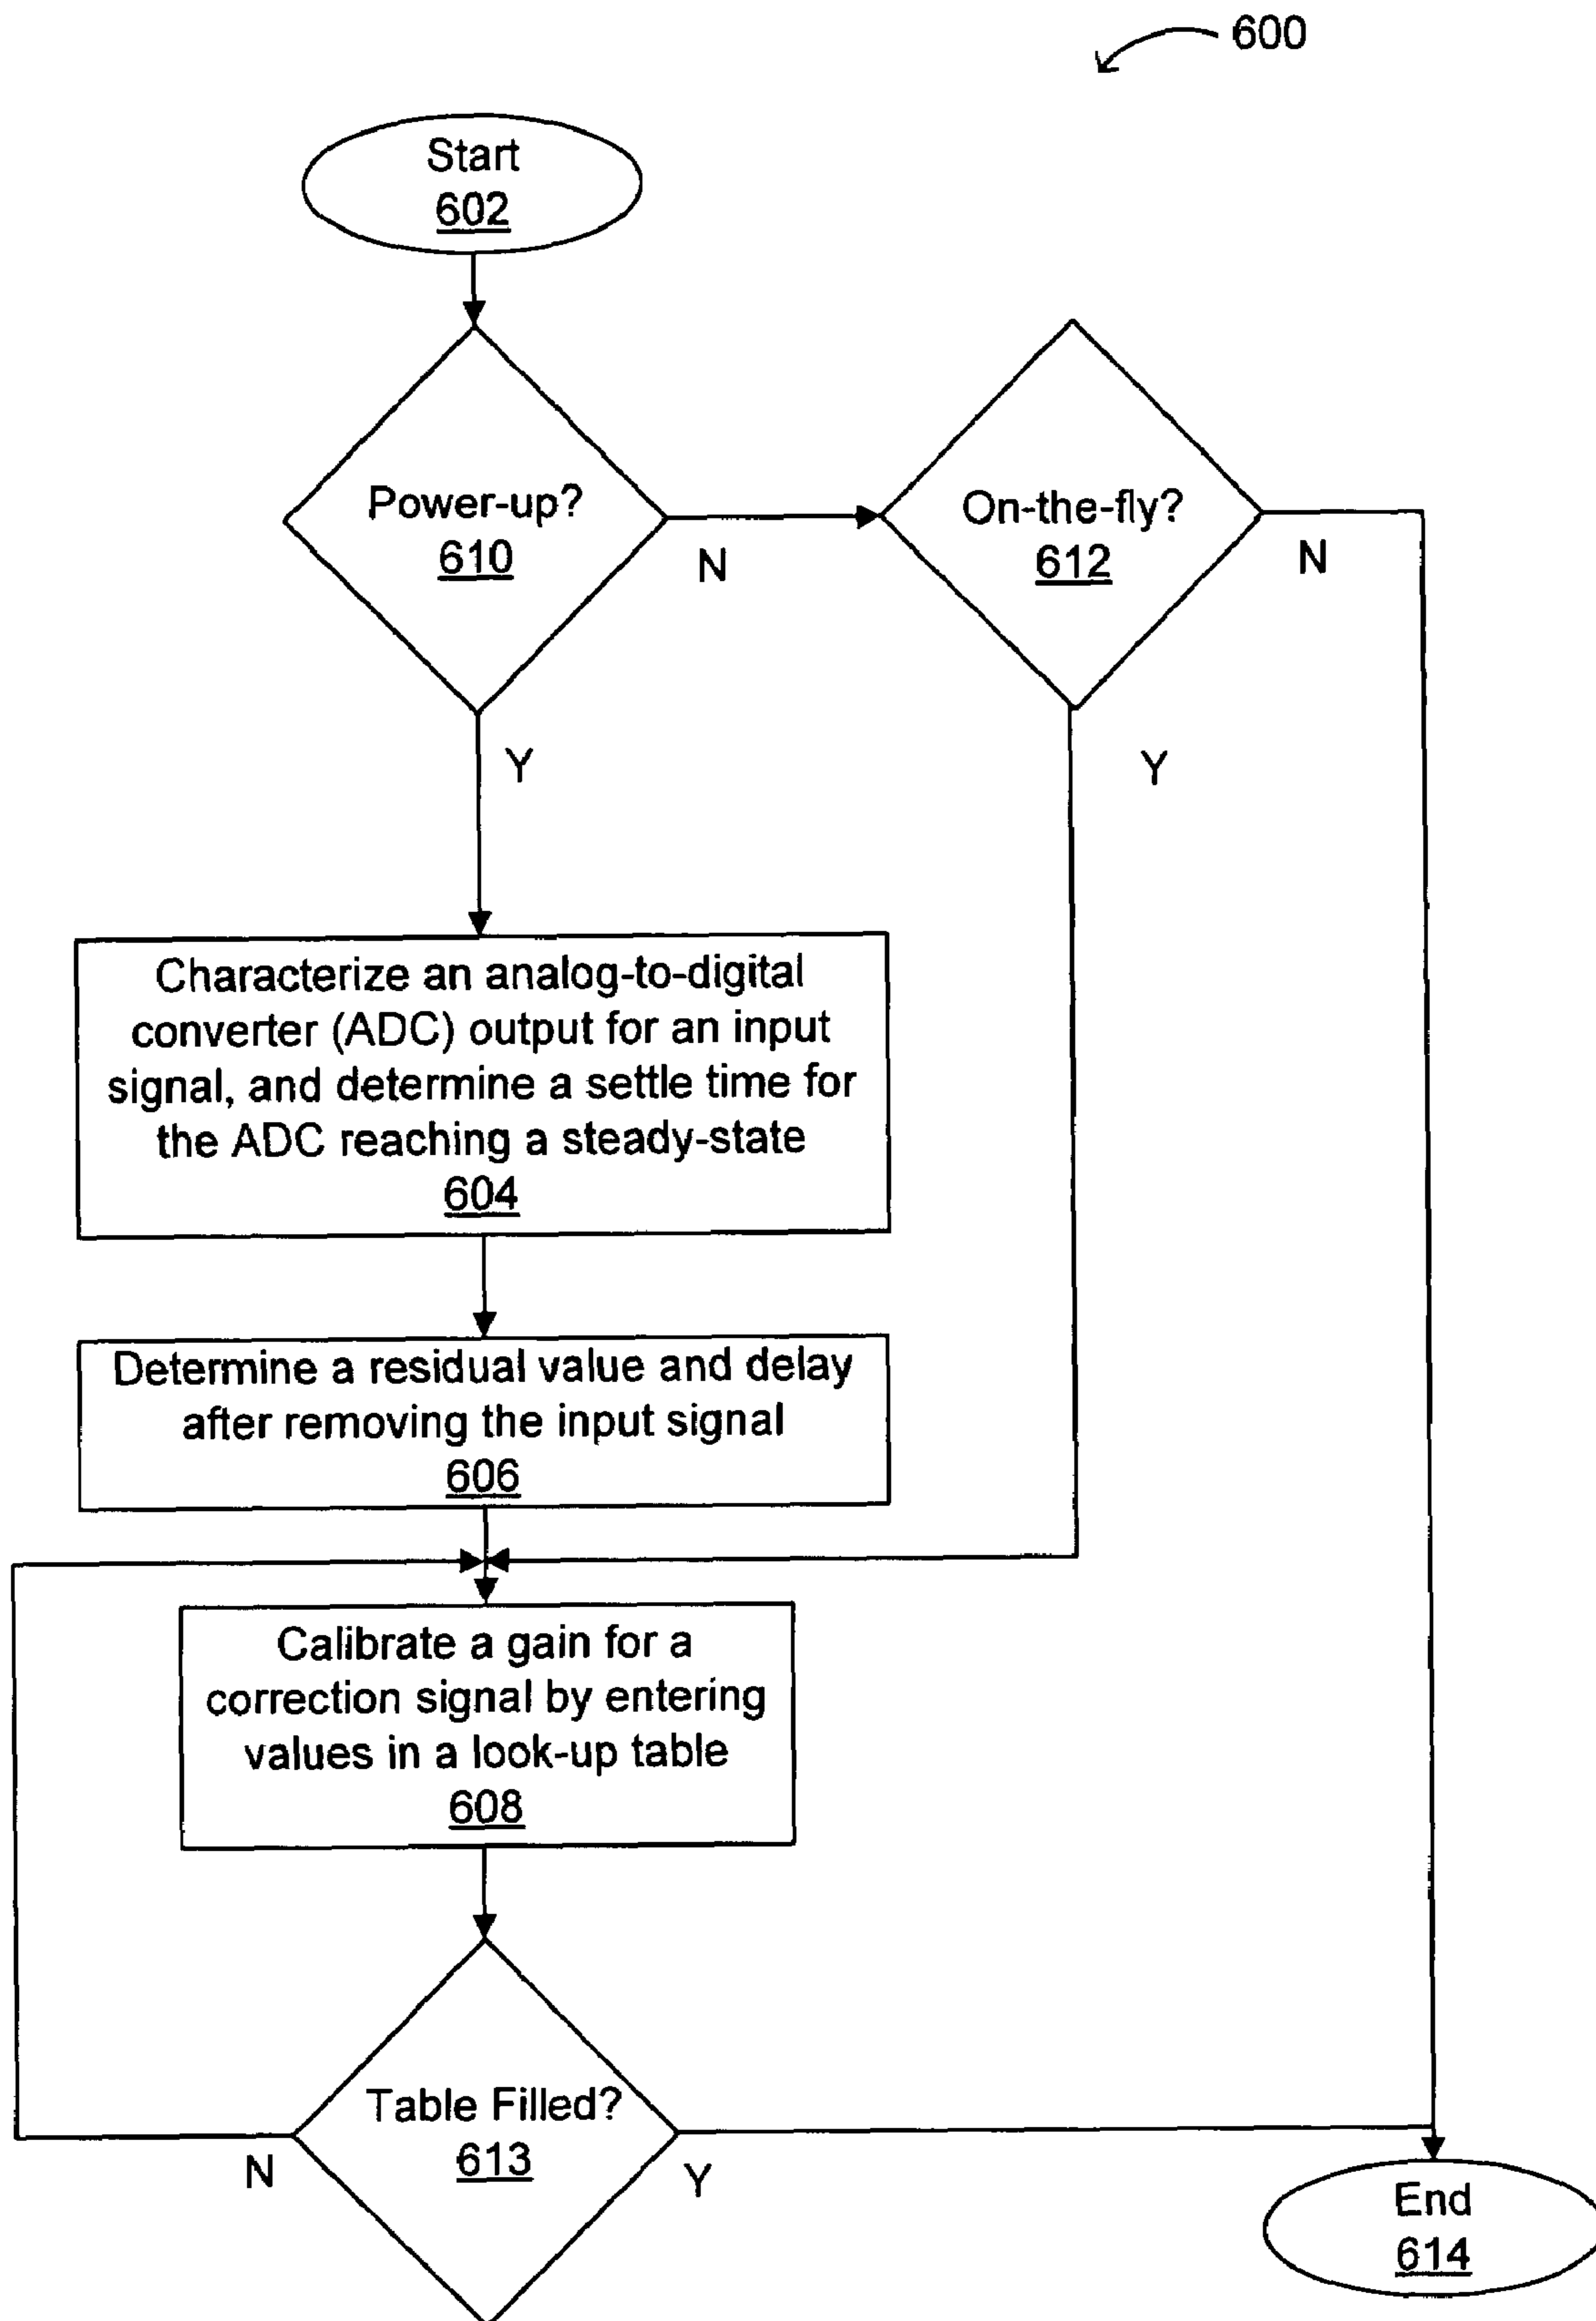 600
Start
602
Power-up?
610
N
On-the-fly?
612
N
Y
Y
Characterize an analog-to-digital
converter (ADC) output for an input
signal, and determine a settle time for
the ADC reaching a steady-state
604
Determine a residual value and delay
after removing the input signal
606
Calibrate a gain for a
correction signal by entering
values in a look-up table
608
Table Filled?
613
N
Y
End
614